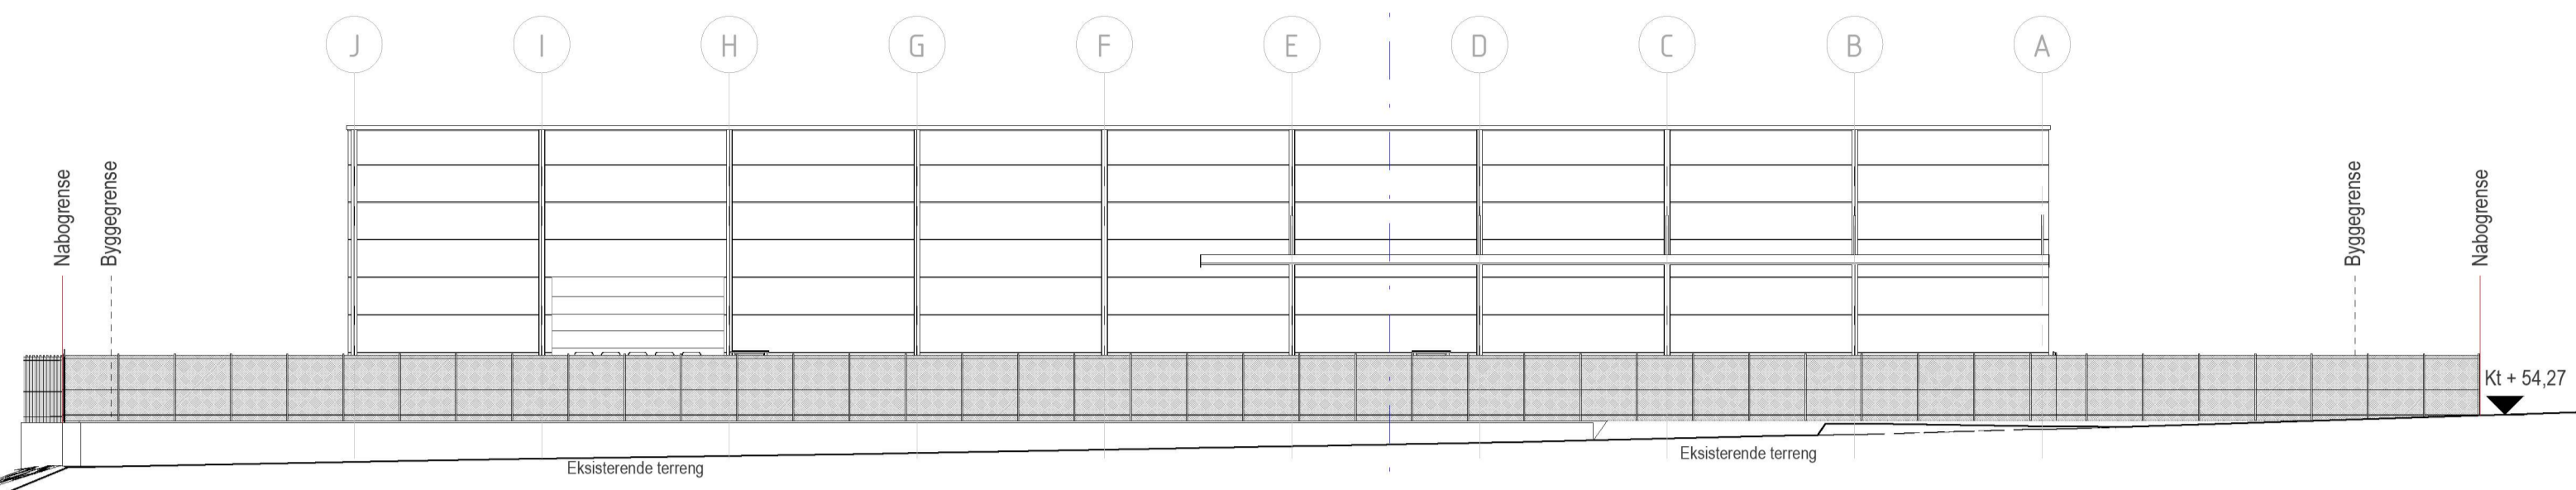 J
I
H
G
F
E
D
C
B
A
Nabogrense
Byggegrense
Byggegrense
Nabogrense
Kt + 54,27
Eksisterende terreng
Eksisterende terreng